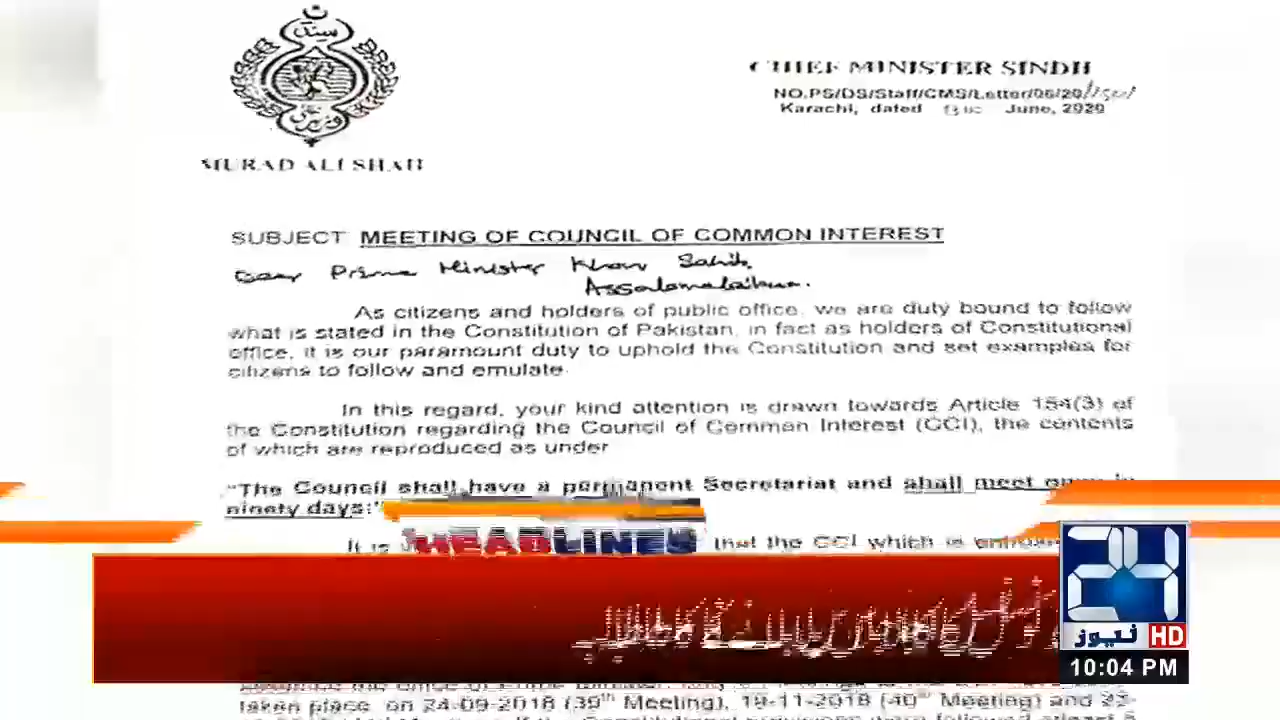 CHIEF MINISTER SINDH
NO.PS/DS/Staff/CMS/Letter/06/20/
Karachi, dated June, 2020
MURAD ALI SHAH
SUBJECT MEETING OF COUNCIL OF COMMON INTEREST
Dear Prime Minister Khan Sahib,
Assalamalaikum.
As citizens and holders of public office, we are duty bound to follow
what is stated in the Constitution of Pakistan, in fact as holders of Constitutional
office, it is our paramount duty to uphold the Constitution and set examples for
citizens to follow and emulate
In this regard, your kind attention is drawn towards Article 154(3) of
the Constitution regarding the Council of Common Interest (CCI), the contents
of which are reproduced as under
"The Council shall have a permanent Secretariat and shall meet once in
ninety days:"
It is that the CCI which is
HEADLINES
24
نیوز HD
10:04 PM
taken place on 24-09-2018 (39th Meeting), 19-11-2018 (40th Meeting) and